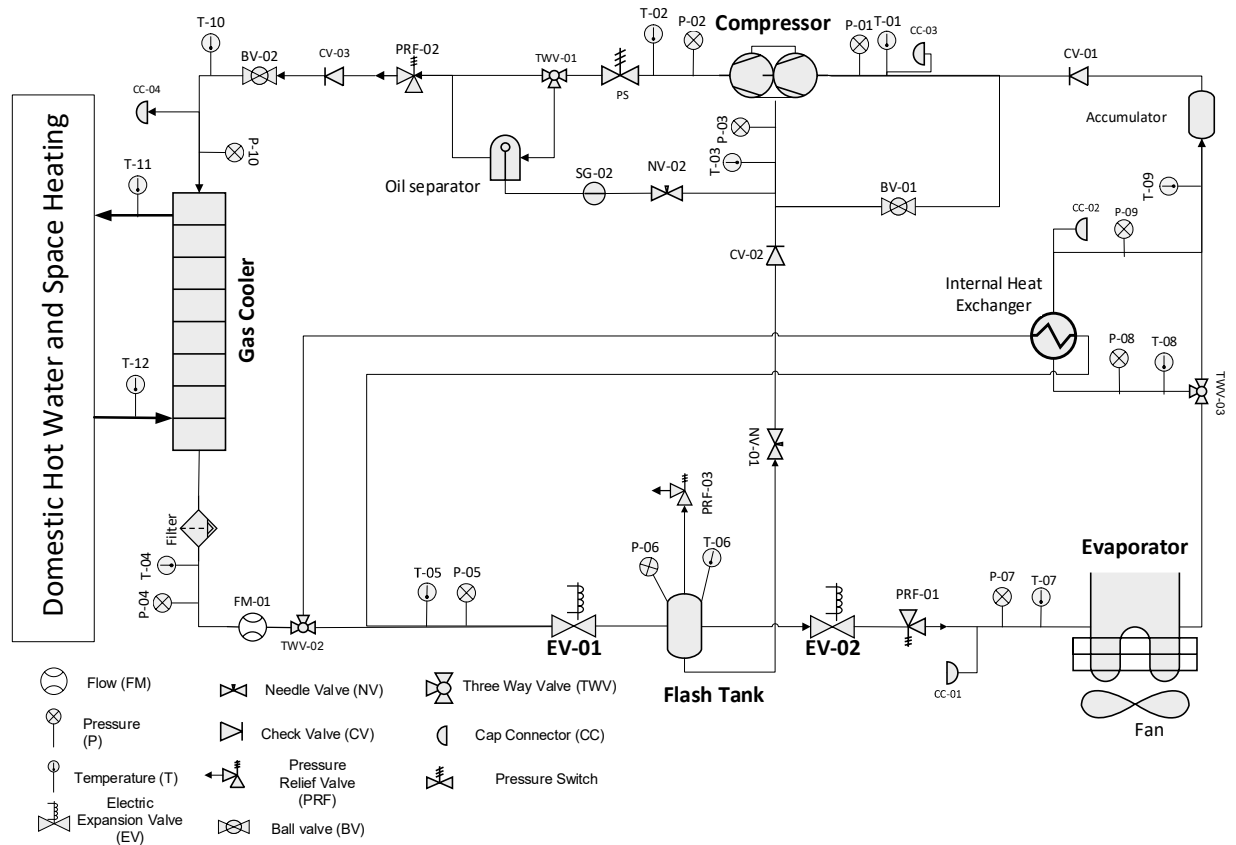 T-10
T-02
P-02
Compressor
P-01
T-01
CC-03
BV-02
CV-03
PRF-02
TWV-01
PS
CV-01
CC-04
Accumulator
P-10
P-03
T-03
T-11
Oil separator
SG-02
NV-02
BV-01
T-09
CC-02
P-09
CV-02
Domestic Hot Water and Space Heating
Gas Cooler
Internal Heat
Exchanger
T-12
P-08
T-08
TWV-03
NV-01
PRF-03
Filter
P-06
T-06
Evaporator
T-04
P-04
FM-01
TWV-02
T-05
P-05
EV-01
PRF-01
EV-02
P-07
T-07
CC-01
Flash Tank
Fan
Flow (FM)
Needle Valve (NV)
Three Way Valve (TWV)
Pressure
(P)
Check Valve (CV)
Cap Connector (CC)
Temperature (T)
Pressure
Relief Valve
(PRF)
Pressure Switch
Electric
Expansion Valve
(EV)
Ball valve (BV)